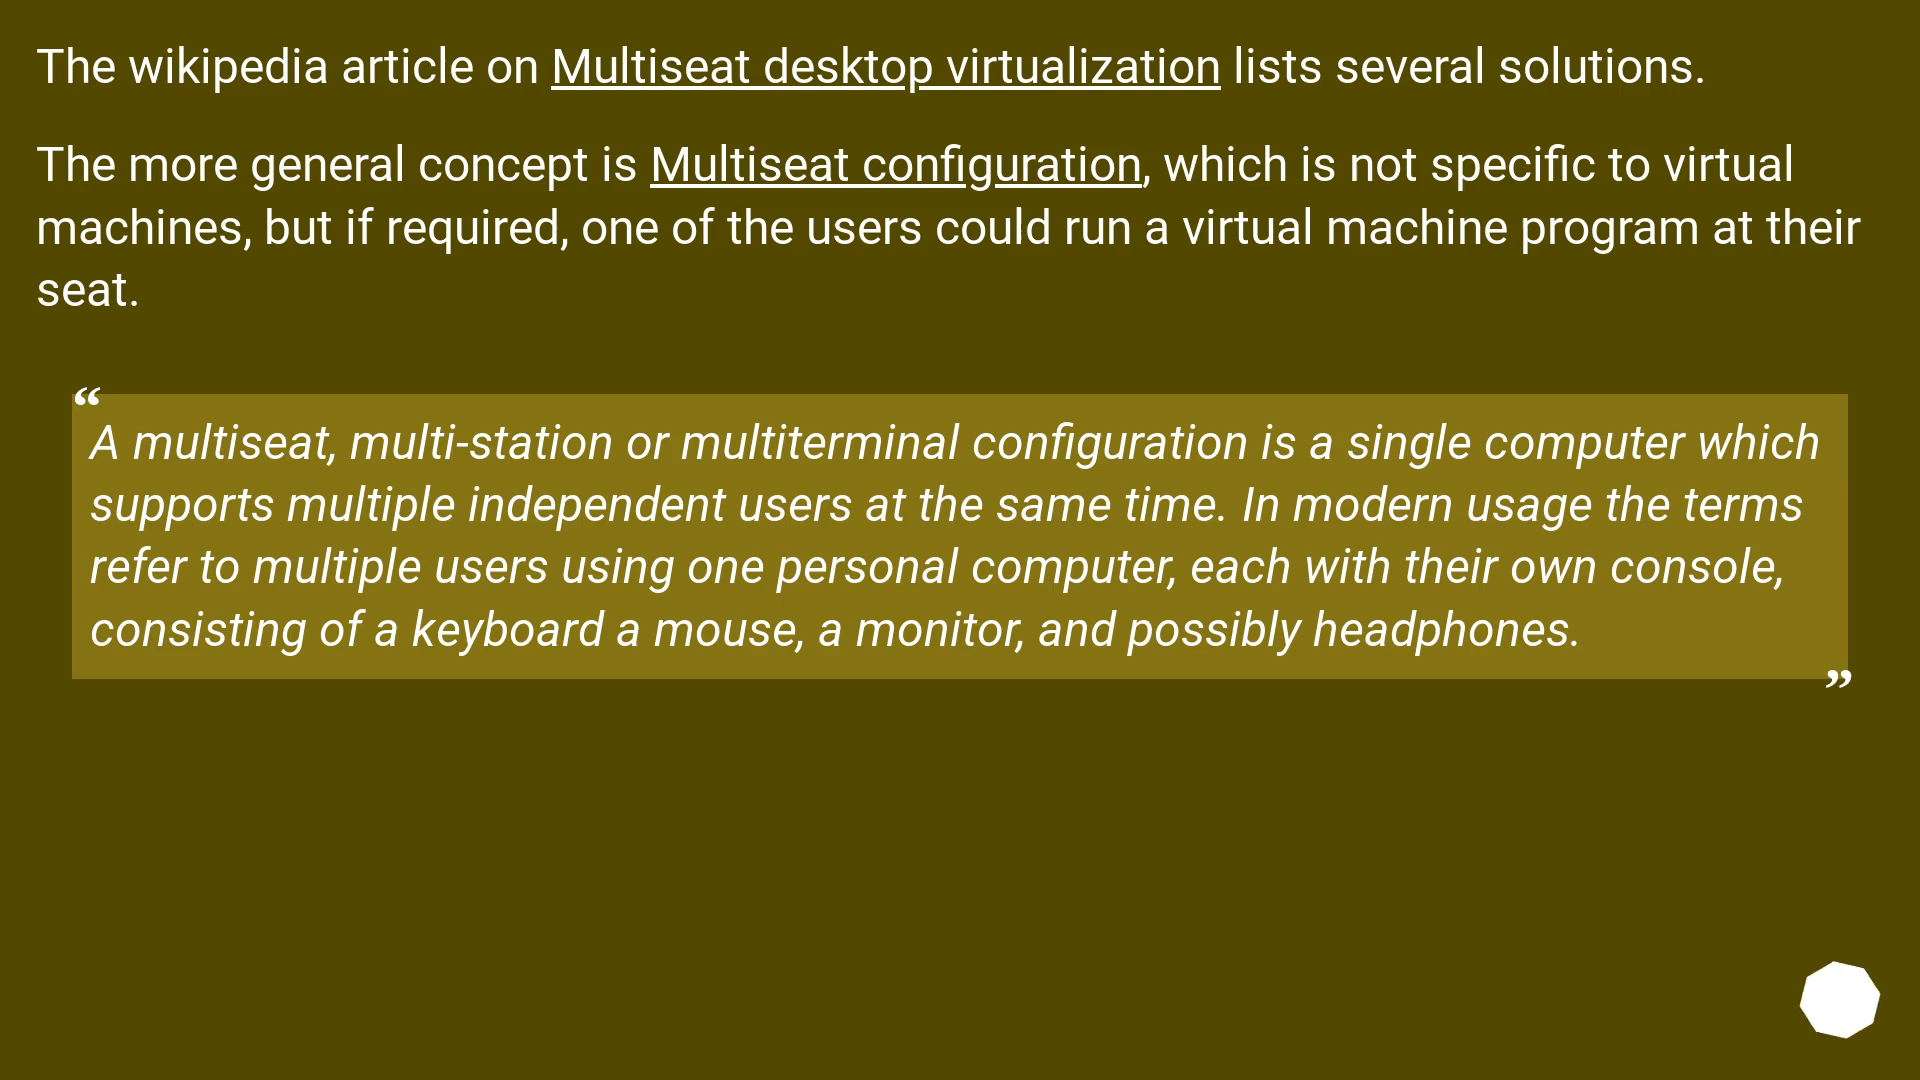 The wikipedia article on Multiseat desktop virtualization lists several solutions.
The more general concept is Multiseat configuration, which is not specific to virtual
machines, but if required, one of the users could run a virtual machine program at their
seat.
“
A multiseat, multi-station or multiterminal configuration is a single computer which
supports multiple independent users at the same time. In modern usage the terms
refer to multiple users using one personal computer, each with their own console,
consisting of a keyboard a mouse, a monitor, and possibly headphones.
”